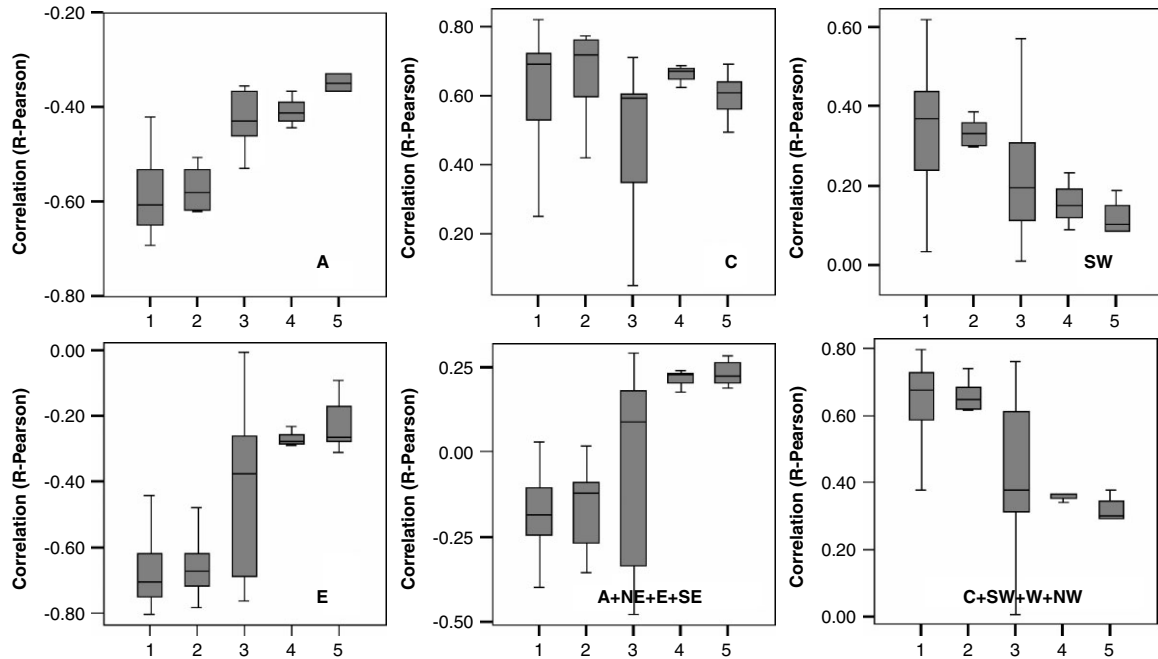 Correlation (R-Pearson)
-0.20
-0.40
-0.60
-0.80
A
1 2 3 4 5
Correlation (R-Pearson)
0.80
0.60
0.40
0.20
C
1 2 3 4 5
Correlation (R-Pearson)
0.60
0.40
0.20
0.00
SW
1 2 3 4 5
Correlation (R-Pearson)
0.00
-0.20
-0.40
-0.60
-0.80
E
1 2 3 4 5
Correlation (R-Pearson)
0.25
0.00
-0.25
-0.50
A+NE+E+SE
1 2 3 4 5
Correlation (R-Pearson)
0.80
0.60
0.40
0.20
0.00
C+SW+W+NW
1 2 3 4 5